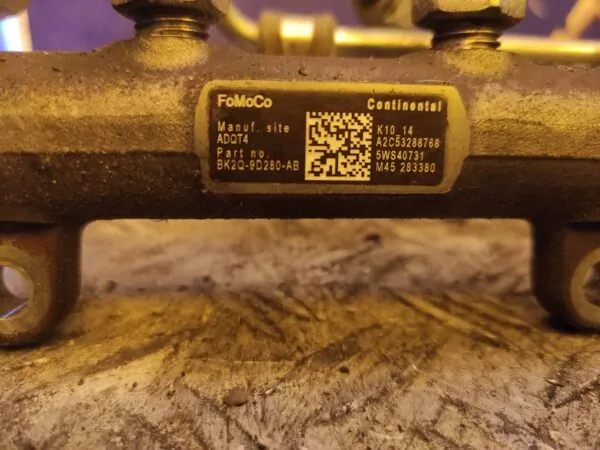 FoMoCo
Continental
Manuf. site
ADQT4
Part no.
BK2Q-9D280-AB
K10_14
A2C53288768
5WS40731
M45 283380